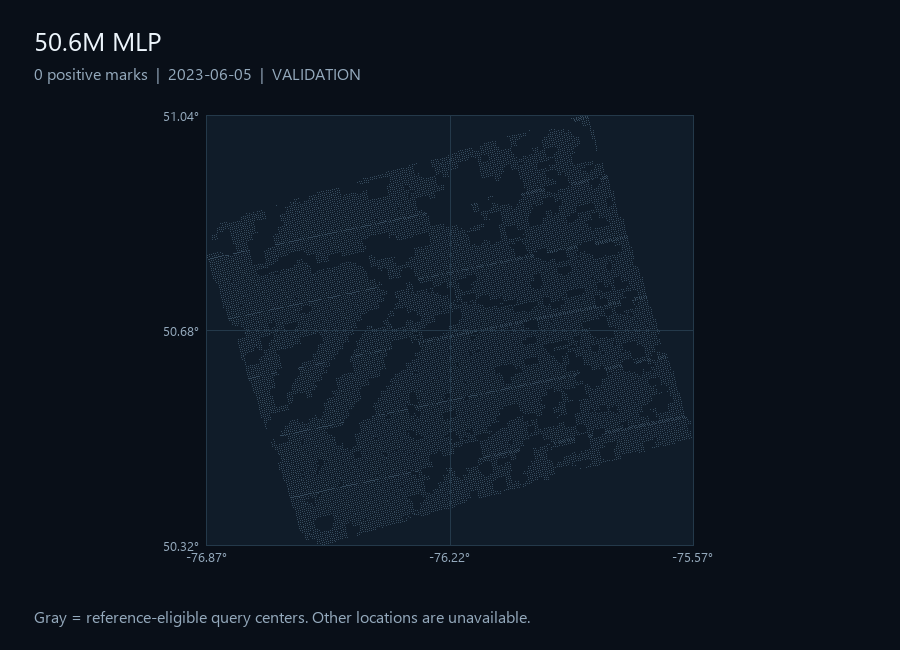 50.6M MLP
0 positive marks | 2023-06-05 | VALIDATION
51.04°
50.68°
50.32°
-76.87°
-76.22°
-75.57°
Gray = reference-eligible query centers. Other locations are unavailable.